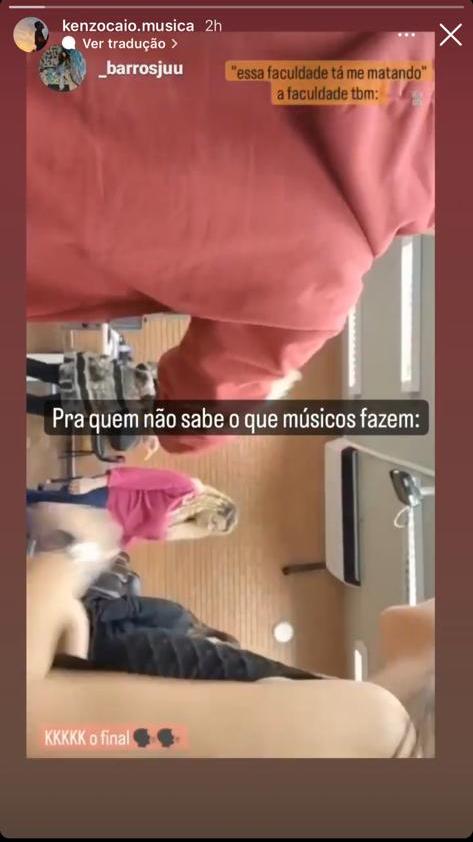 kenzocaio.musica 2h
Ver tradução >
_barrosjuu
"essa faculdade tá me matando"
a faculdade tbm:
Pra quem não sabe o que músicos fazem:
KKKKK o final